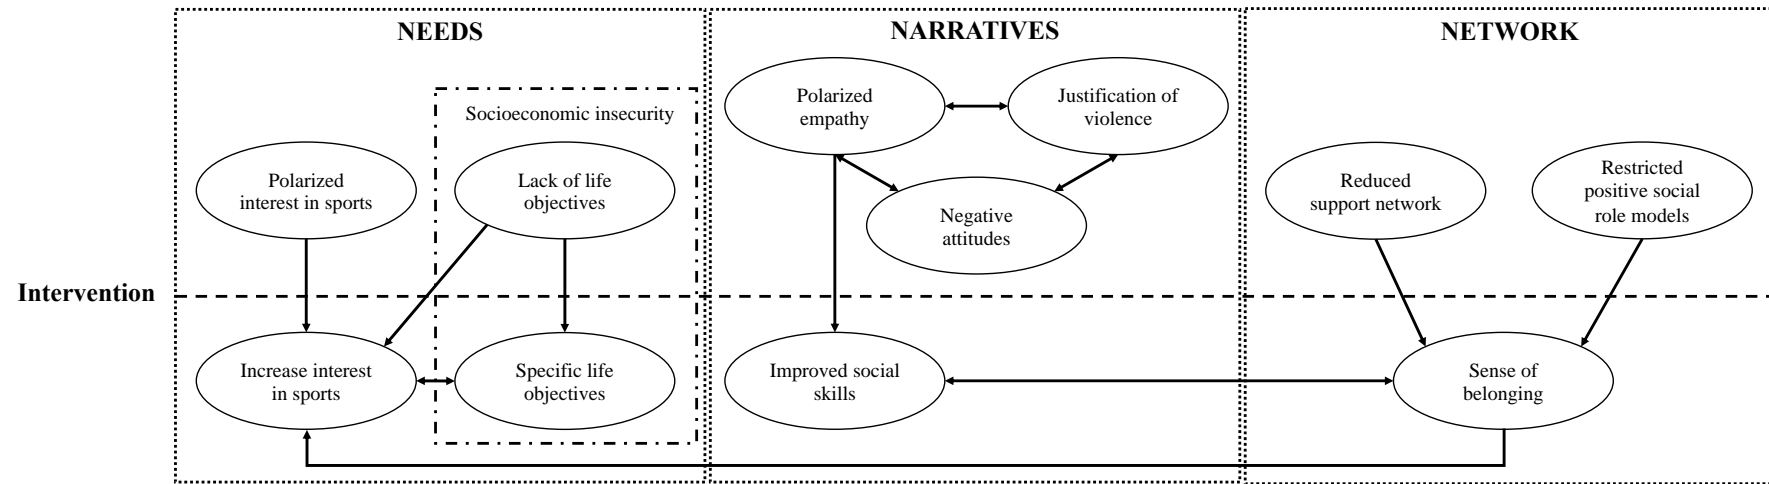 NEEDS
NARRATIVES
NETWORK
Socioeconomic insecurity
Polarized
interest in sports
Lack of life
objectives
Polarized
empathy
Justification of
violence
Negative
attitudes
Reduced
support network
Restricted
positive social
role models
Intervention
Increase interest
in sports
Specific life
objectives
Improved social
skills
Sense of
belonging